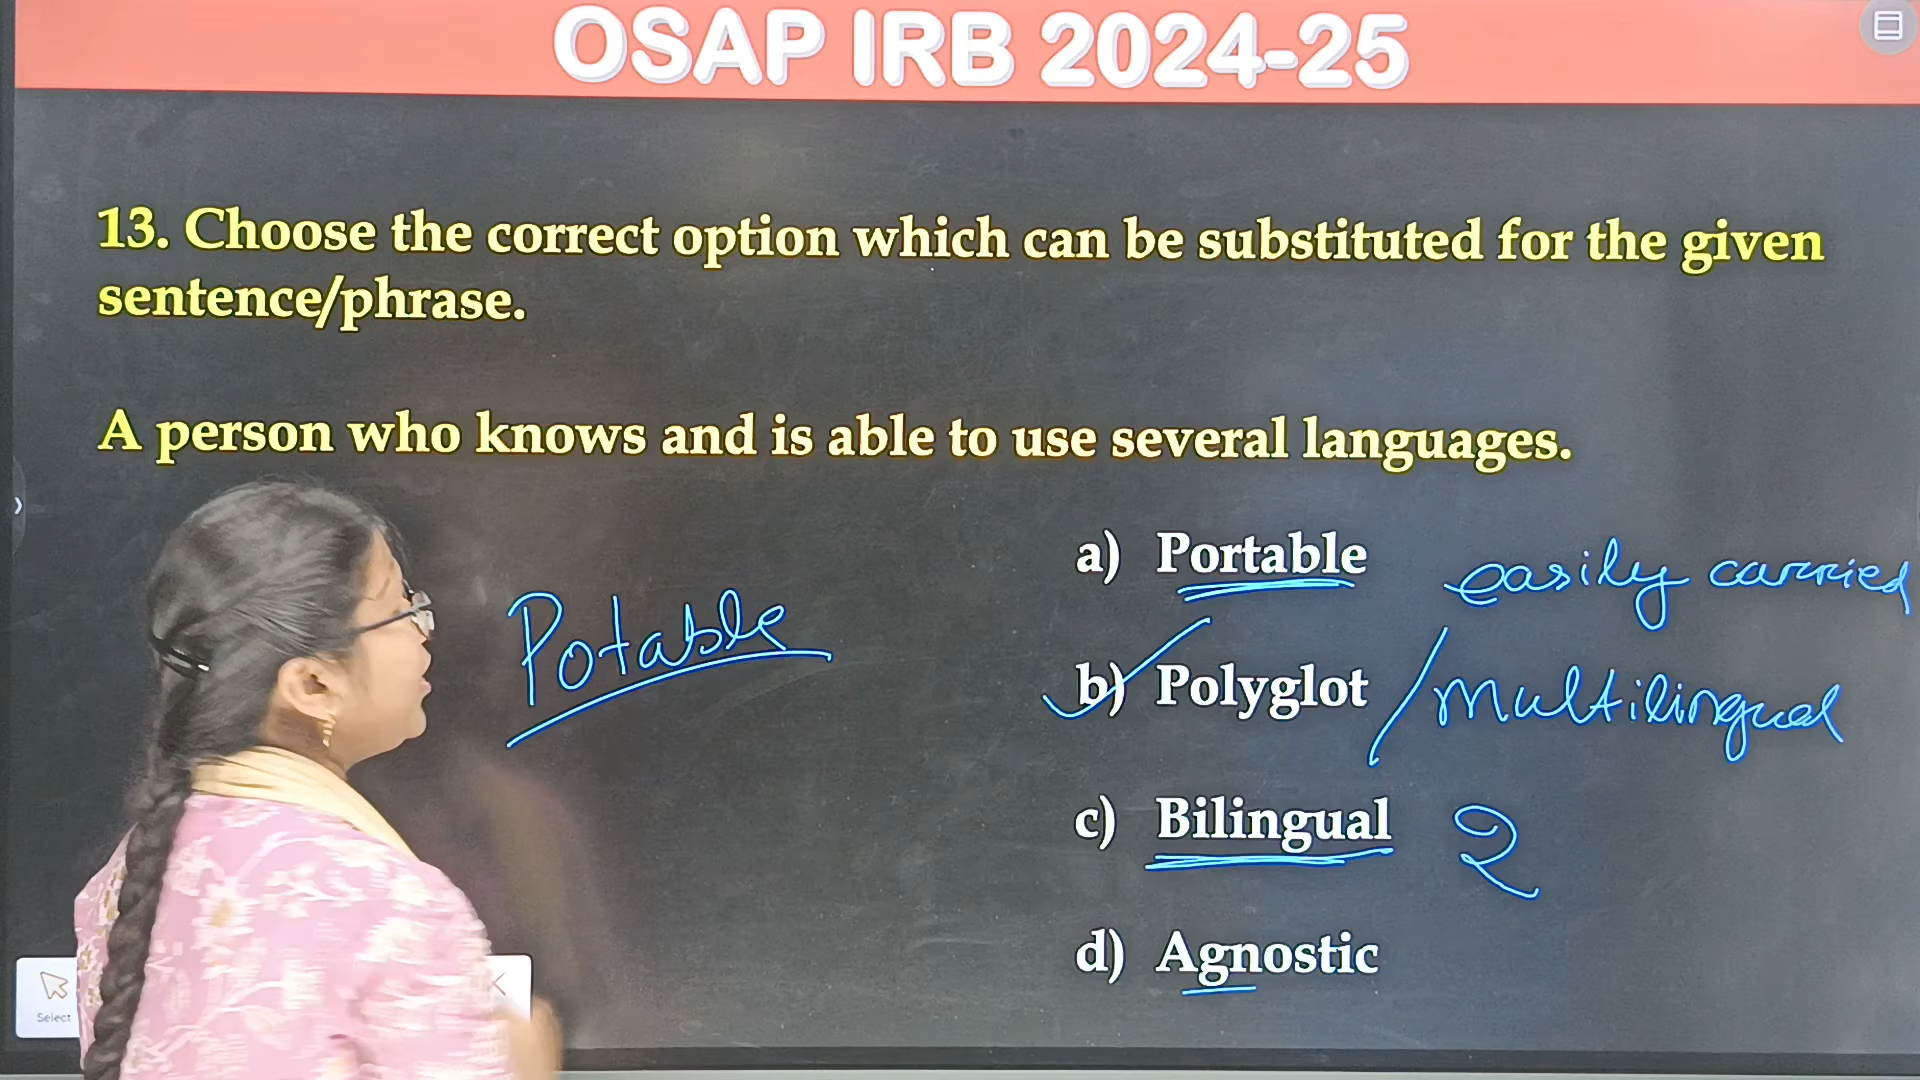 OSAP IRB 2024-25
13. Choose the correct option which can be substituted for the given
sentence/phrase.
A person who knows and is able to use several languages.
a) Portable easily carried
Potable
b) Polyglot / Multilingual
c) Bilingual 2
d) Agnostic
Select